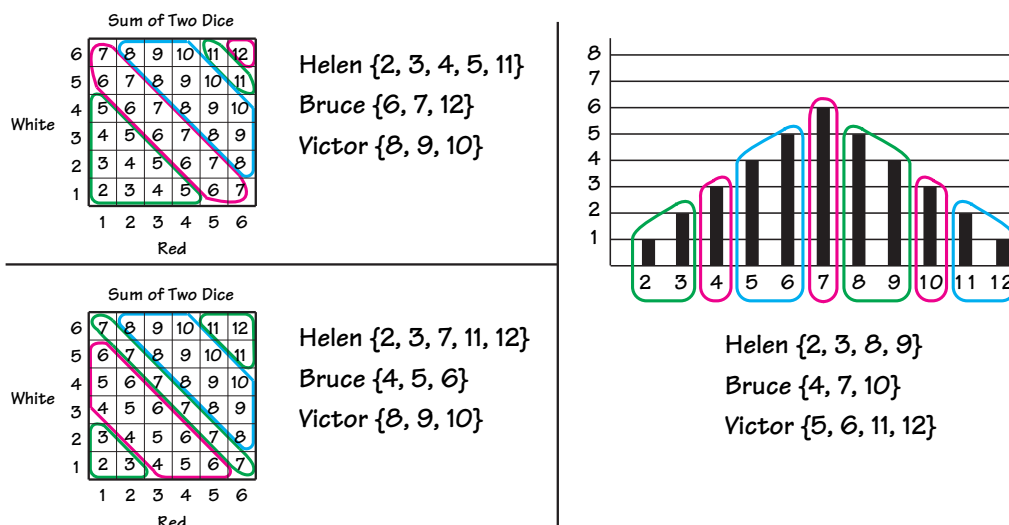 Sum of Two Dice
6 7 8 9 10 11 12
5 6 7 8 9 10 11
4 5 6 7 8 9 10
White
3 4 5 6 7 8 9
2 3 4 5 6 7 8
1 2 3 4 5 6 7
1 2 3 4 5 6
Red
Helen {2, 3, 4, 5, 11}
Bruce {6, 7, 12}
Victor {8, 9, 10}
Sum of Two Dice
6 7 8 9 10 11 12
5 6 7 8 9 10 11
4 5 6 7 8 9 10
White
3 4 5 6 7 8 9
2 3 4 5 6 7 8
1 2 3 4 5 6 7
1 2 3 4 5 6
Red
Helen {2, 3, 7, 11, 12}
Bruce {4, 5, 6}
Victor {8, 9, 10}
8
7
6
5
4
3
2
1
2 3 4 5 6 7 8 9 10 11 12
Helen {2, 3, 8, 9}
Bruce {4, 7, 10}
Victor {5, 6, 11, 12}